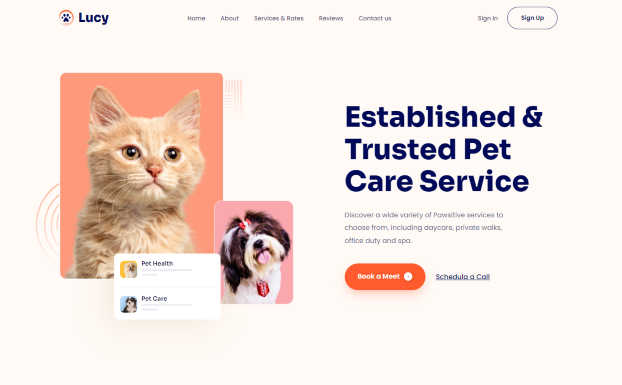 Lucy
Home About Services & Rates Reviews Contact us
Sign In Sign Up
Established &
Trusted Pet
Care Service
Discover a wide variety of Pawsitive services to
choose from, including daycare, private walks,
office duty and spa.
Book a Meet
Schedula a Call
Pet Health
Pet Care